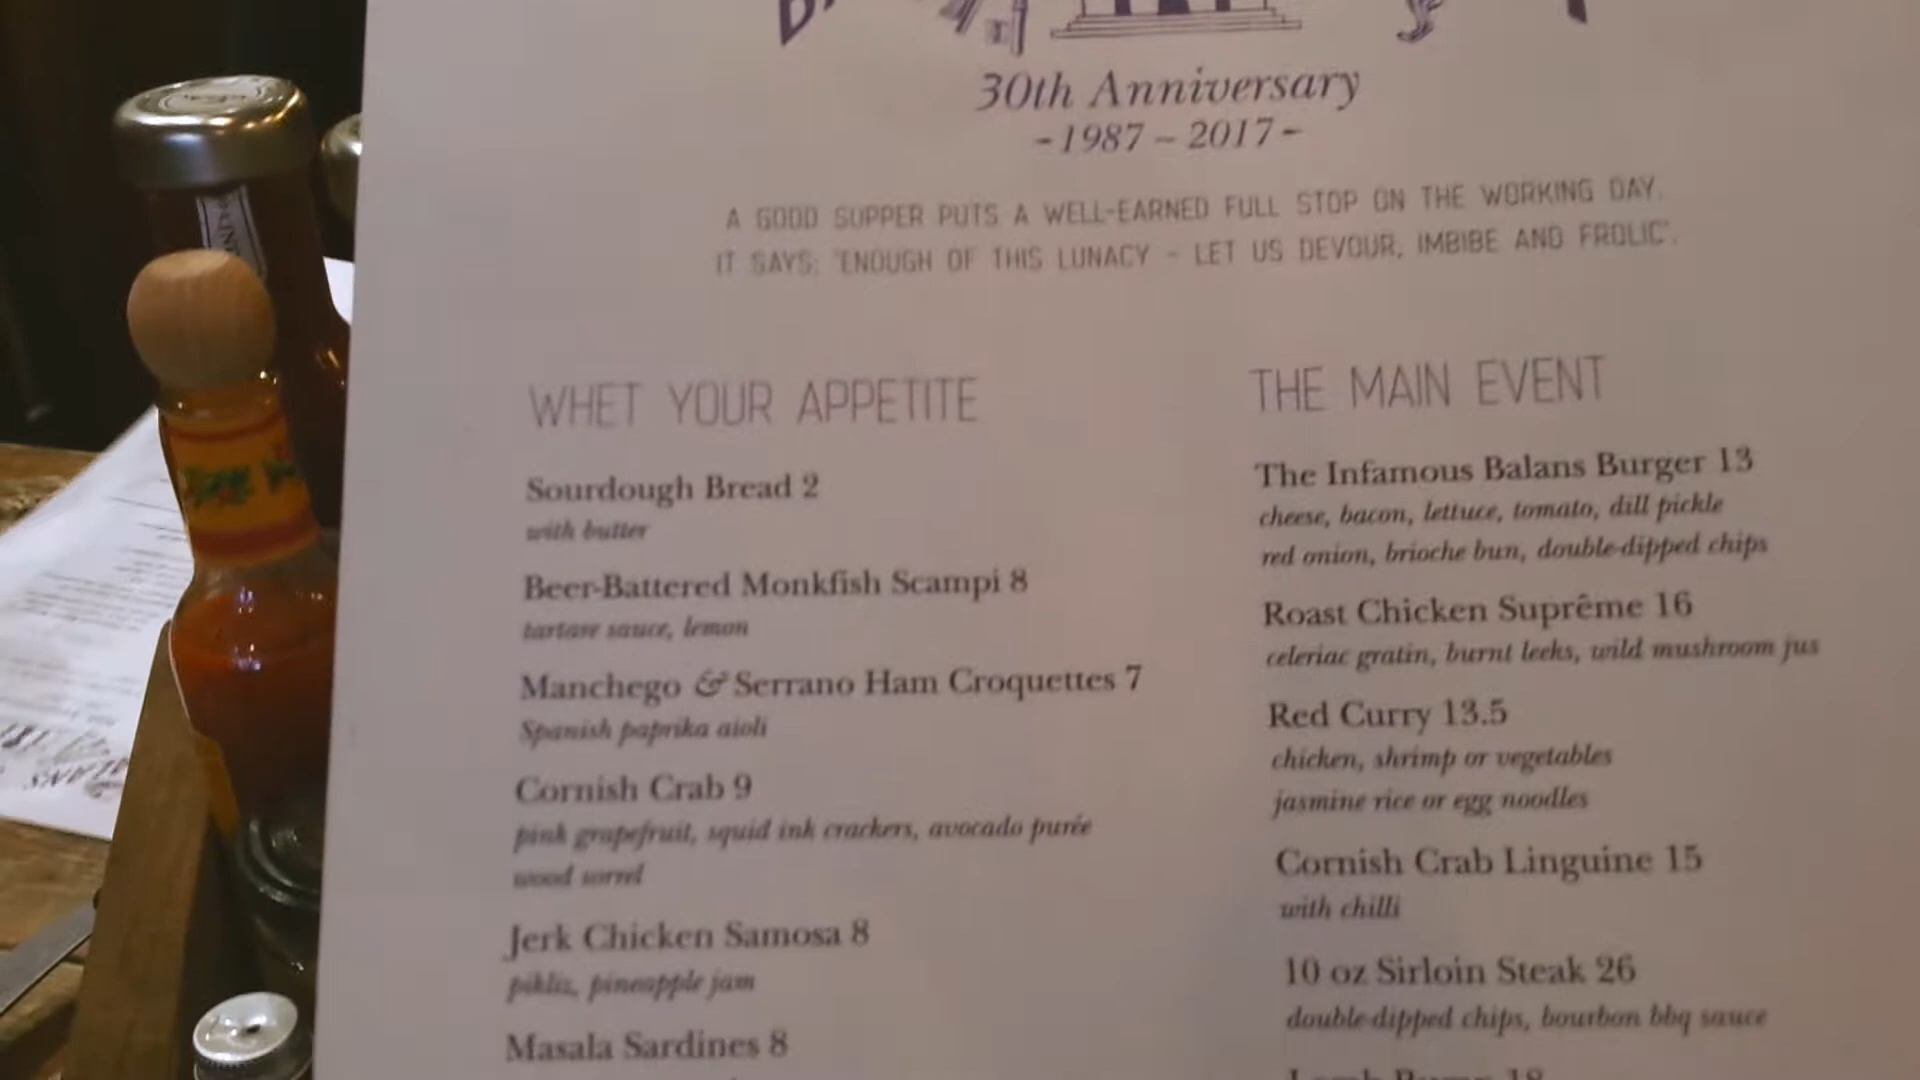 30th Anniversary
-1987 – 2017-
A GOOD SUPPER PUTS A WELL-EARNED FULL STOP ON THE WORKING DAY.
IT SAYS: 'ENOUGH OF THIS LUNACY - LET US DEVOUR, IMBIBE AND FROLIC'.
WHET YOUR APPETITE
Sourdough Bread 2
with butter
Beer-Battered Monkfish Scampi 8
tartare sauce, lemon
Manchego & Serrano Ham Croquettes 7
Spanish paprika aioli
Cornish Crab 9
pink grapefruit, squid ink crackers, avocado purée
wood sorrel
Jerk Chicken Samosa 8
pikliz, pineapple jam
Masala Sardines 8
THE MAIN EVENT
The Infamous Balans Burger 13
cheese, bacon, lettuce, tomato, dill pickle
red onion, brioche bun, double-dipped chips
Roast Chicken Suprême 16
celeriac gratin, burnt leeks, wild mushroom jus
Red Curry 13.5
chicken, shrimp or vegetables
jasmine rice or egg noodles
Cornish Crab Linguine 15
with chilli
10 oz Sirloin Steak 26
double-dipped chips, bourbon bbq sauce
Lamb Rump 18